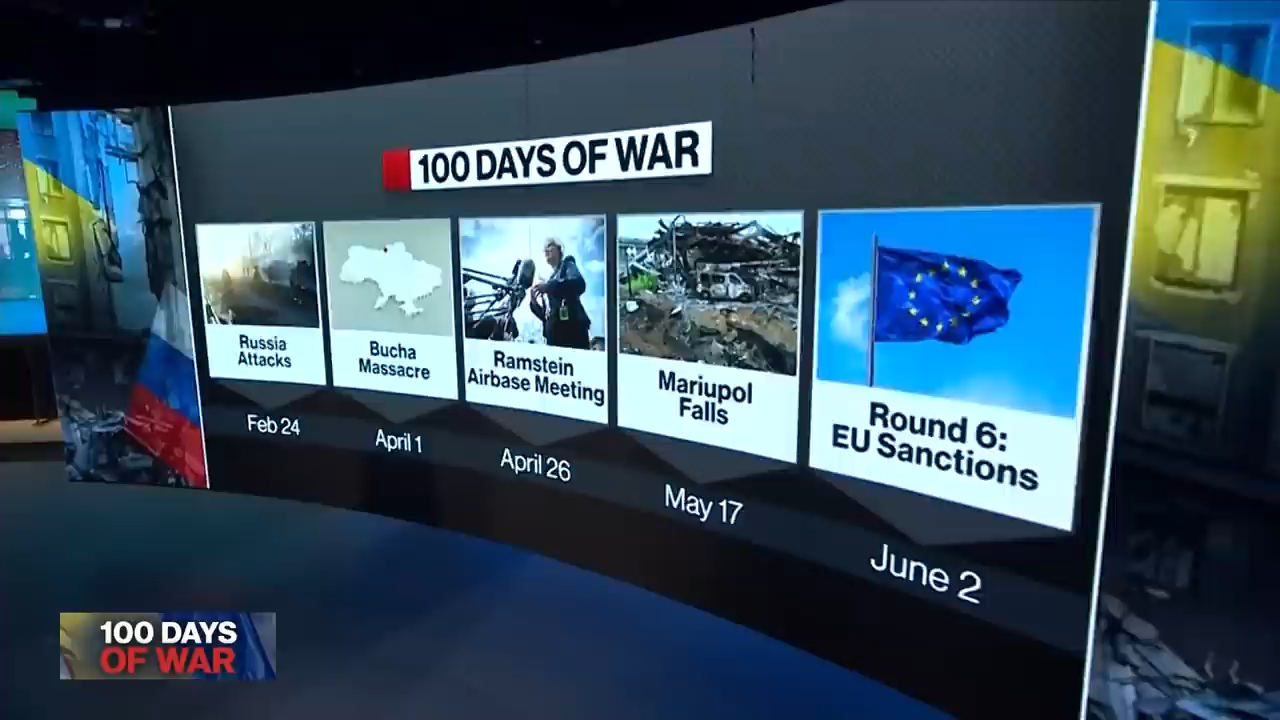 100 DAYS OF WAR
Russia
Attacks
Bucha
Massacre
Ramstein
Airbase Meeting
Mariupol
Falls
Round 6:
EU Sanctions
Feb 24
April 1
April 26
May 17
June 2
100 DAYS
OF WAR